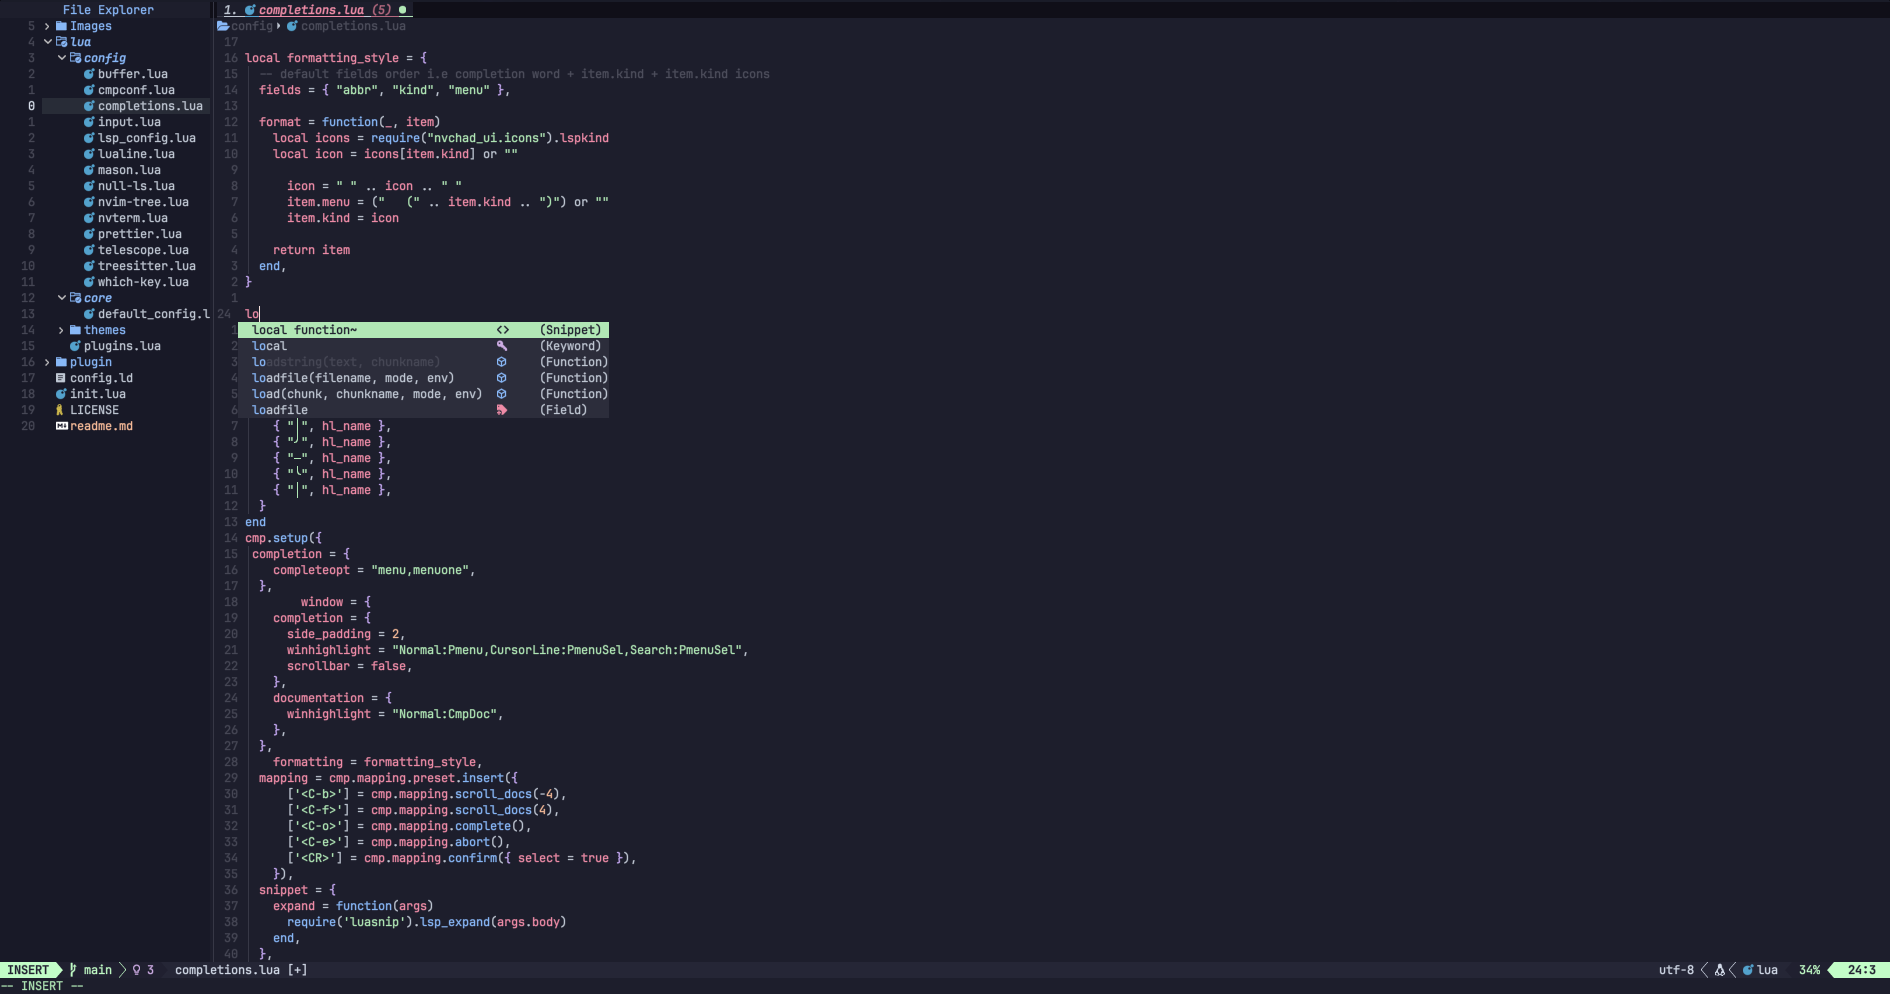 File Explorer
1. completions.lua (5)
5 Images
4 lua
3 config
2 buffer.lua
1 cmpconf.lua
0 completions.lua
1 input.lua
2 lsp_config.lua
3 lualine.lua
4 mason.lua
5 null-ls.lua
6 nvim-tree.lua
7 nvterm.lua
8 prettier.lua
9 telescope.lua
10 treesitter.lua
11 which-key.lua
12 core
13 default_config.l
14 themes
15 plugins.lua
16 plugin
17 config.ld
18 init.lua
19 LICENSE
20 readme.md
config completions.lua
17
16 local formatting_style = {
15 -- default fields order i.e completion word + item.kind + item.kind icons
14 fields = { "abbr", "kind", "menu" },
13
12 format = function(_, item)
11 local icons = require("nvchad_ui.icons").lspkind
10 local icon = icons[item.kind] or ""
9
8 icon = " " .. icon .. " "
7 item.menu = ("   (" .. item.kind .. ")") or ""
6 item.kind = icon
5
4 return item
3 end,
2 }
1
24 lo
1 local function~ <> (Snippet)
2 local (Keyword)
3 loadstring(text, chunkname) (Function)
4 loadfile(filename, mode, env) (Function)
5 load(chunk, chunkname, mode, env) (Function)
6 loadfile (Field)
7 { "│", hl_name },
8 { "╯", hl_name },
9 { "─", hl_name },
10 { "╰", hl_name },
11 { "│", hl_name },
12 }
13 end
14 cmp.setup({
15 completion = {
16 completeopt = "menu,menuone",
17 },
18 window = {
19 completion = {
20 side_padding = 2,
21 winhighlight = "Normal:Pmenu,CursorLine:PmenuSel,Search:PmenuSel",
22 scrollbar = false,
23 },
24 documentation = {
25 winhighlight = "Normal:CmpDoc",
26 },
27 },
28 formatting = formatting_style,
29 mapping = cmp.mapping.preset.insert({
30 ['<C-b>'] = cmp.mapping.scroll_docs(-4),
31 ['<C-f>'] = cmp.mapping.scroll_docs(4),
32 ['<C-o>'] = cmp.mapping.complete(),
33 ['<C-e>'] = cmp.mapping.abort(),
34 ['<CR>'] = cmp.mapping.confirm({ select = true }),
35 }),
36 snippet = {
37 expand = function(args)
38 require('luasnip').lsp_expand(args.body)
39 end,
40 },
INSERT main 3 completions.lua [+] utf-8 lua 34% 24:3
-- INSERT --